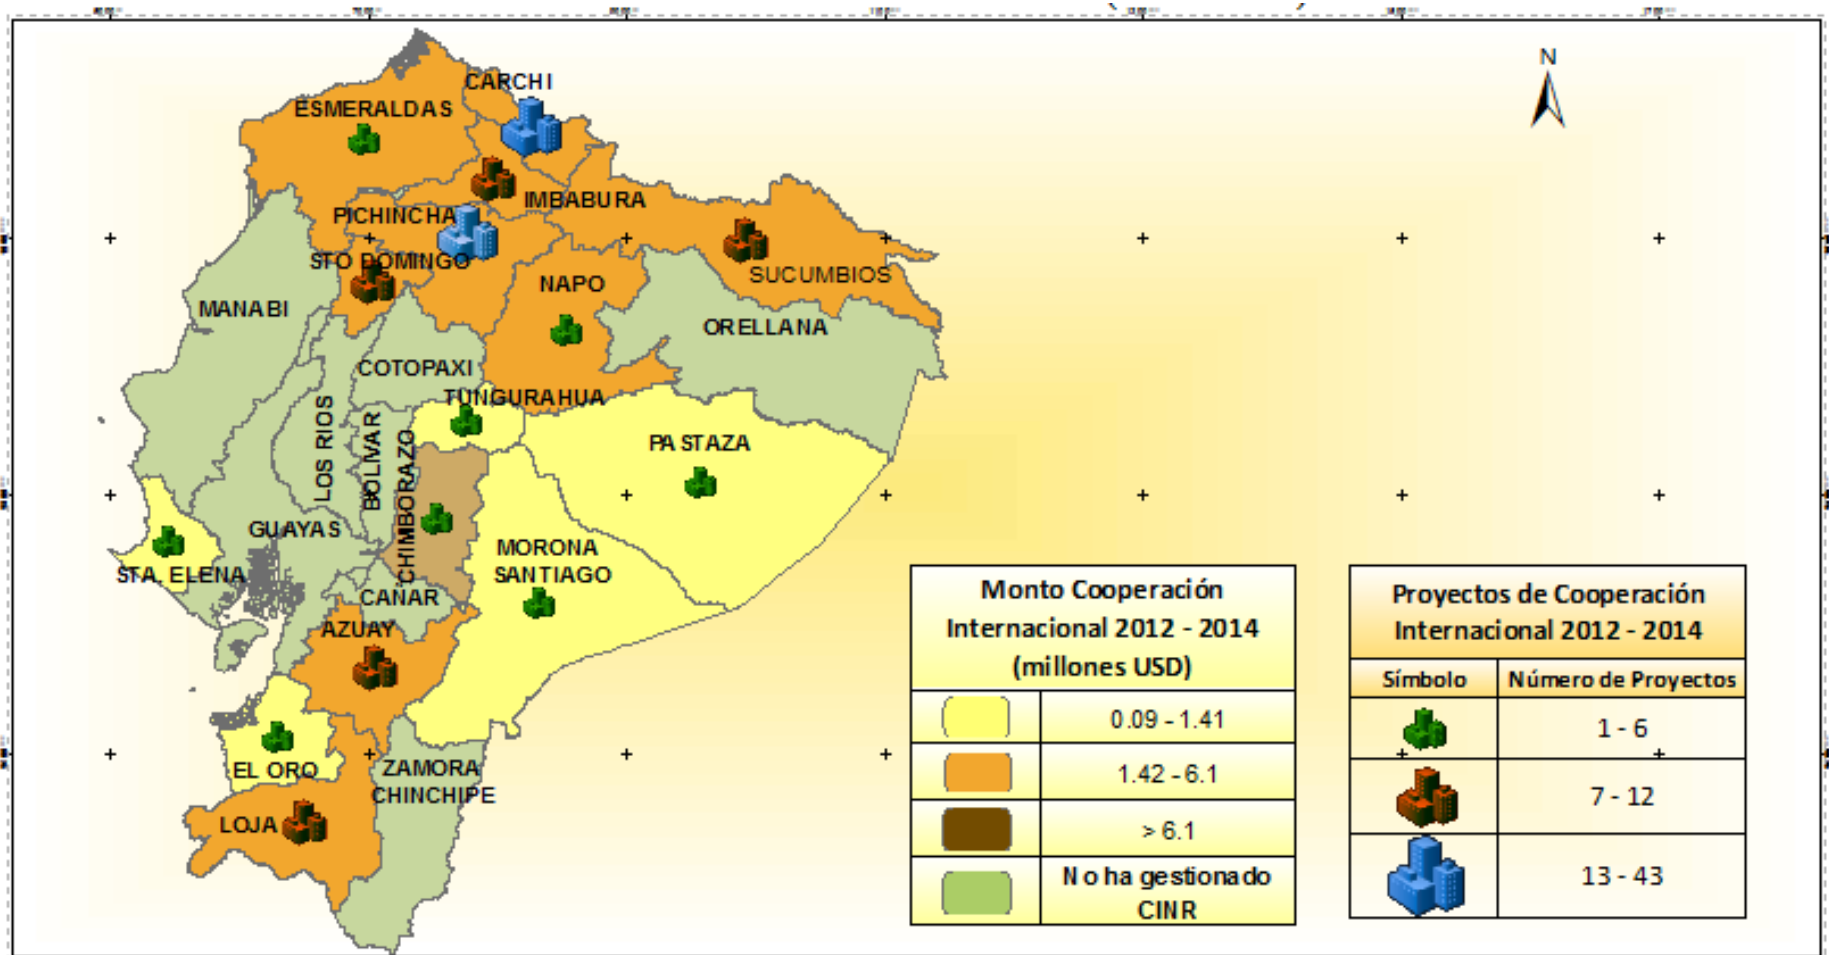 N
CARCHI
ESMERALDAS
IMBABURA
PICHINCHA
STO DOMINGO
SUCUMBIOS
NAPO
MANABI
ORELLANA
COTOPAXI
TUNGURAHUA
LOS RIOS
BOLIVAR
CHIMBORAZO
PASTAZA
GUAYAS
MORONA
SANTIAGO
STA. ELENA
CAÑAR
AZUAY
EL ORO
ZAMORA
CHINCHIPE
LOJA
Monto Cooperación
Internacional 2012 - 2014
(millones USD)
0.09 - 1.41
1.42 - 6.1
> 6.1
No ha gestionado
CINR
Proyectos de Cooperación
Internacional 2012 - 2014
Símbolo Número de Proyectos
1 - 6
7 - 12
13 - 43